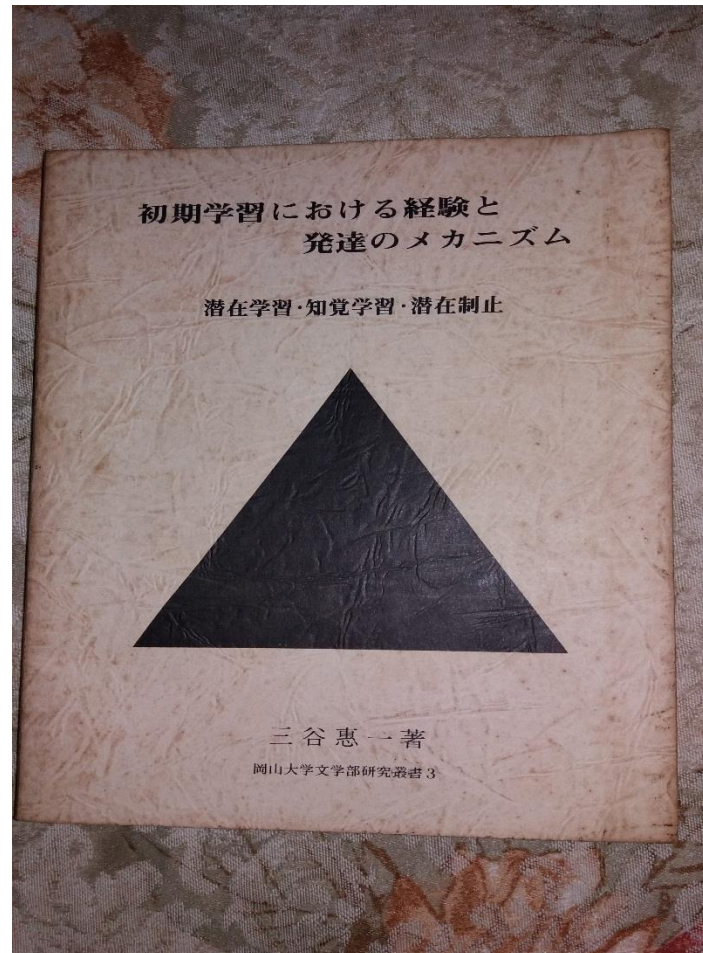 初期学習における経験と
発達のメカニズム
潜在学習·知覚学習·潜在制止
三谷惠一著
岡山大学文学部研究叢書3